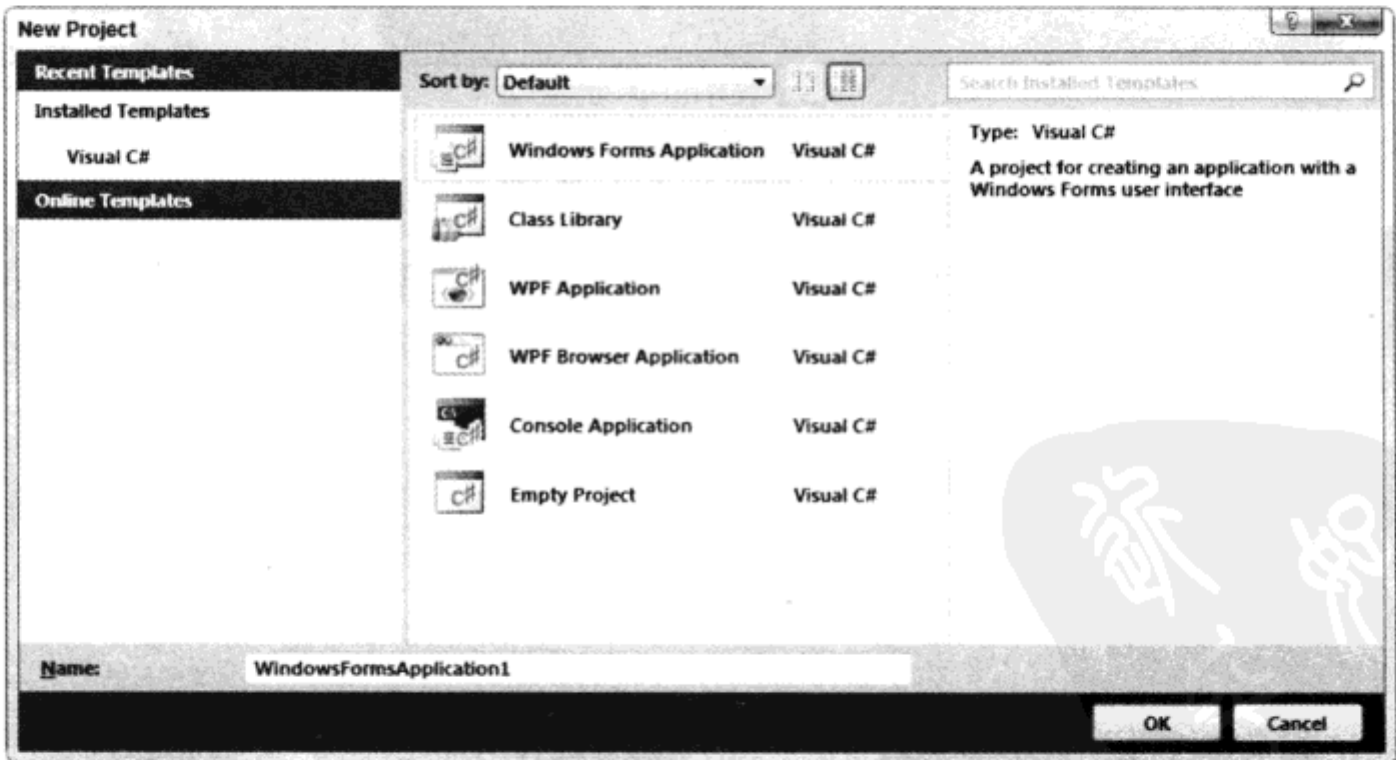 New Project
Recent Templates
Installed Templates
Visual C#
Online Templates
Sort by: Default
Search Installed Templates
Windows Forms Application Visual C#
Class Library Visual C#
WPF Application Visual C#
WPF Browser Application Visual C#
Console Application Visual C#
Empty Project Visual C#
Type: Visual C#
A project for creating an application with a
Windows Forms user interface
Name: WindowsFormsApplication1
OK Cancel